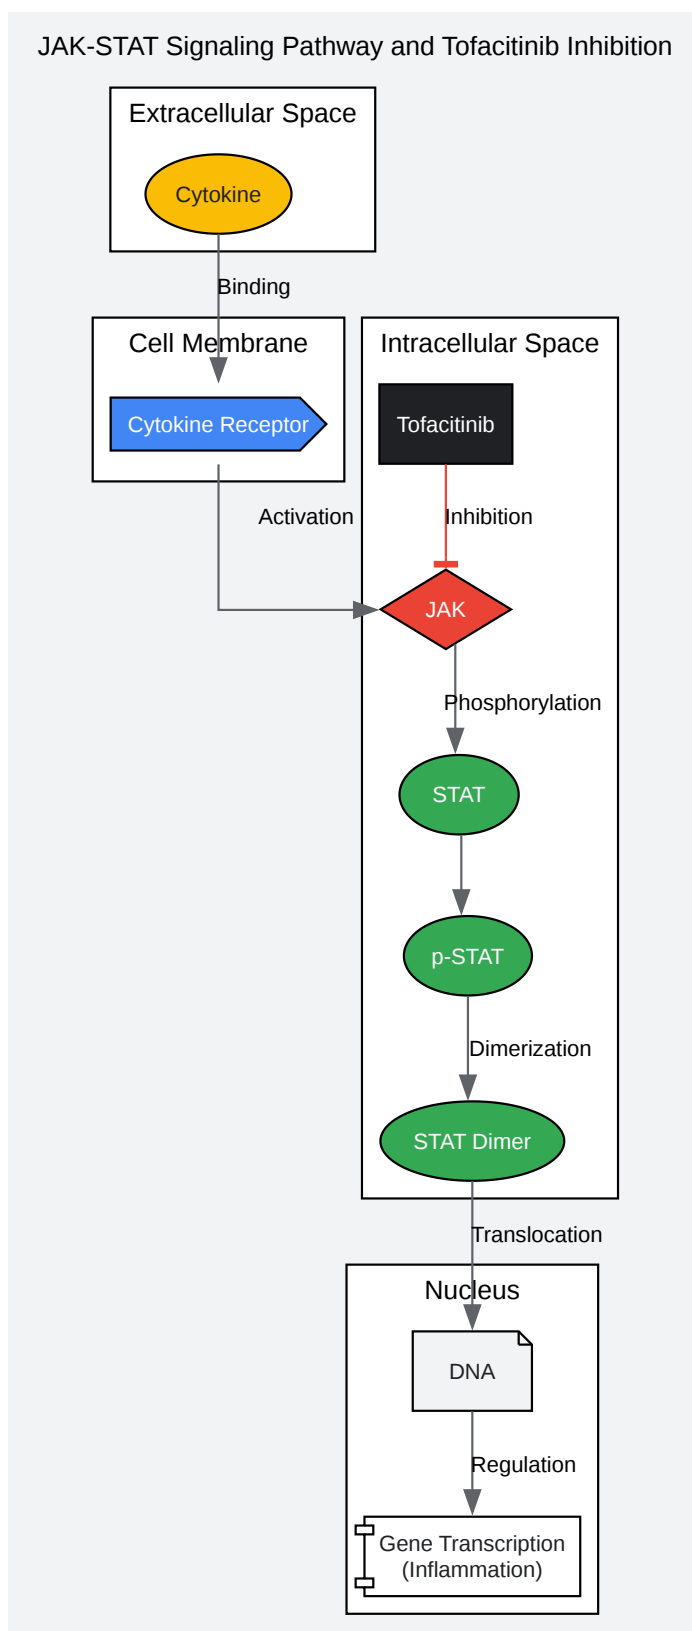 JAK-STAT Signaling Pathway and Tofacitinib Inhibition
Extracellular Space
Cytokine
Binding
Cell Membrane
Cytokine Receptor
Activation
Intracellular Space
Tofacitinib
Inhibition
JAK
Phosphorylation
STAT
p-STAT
Dimerization
STAT Dimer
Translocation
Nucleus
DNA
Regulation
Gene Transcription
(Inflammation)